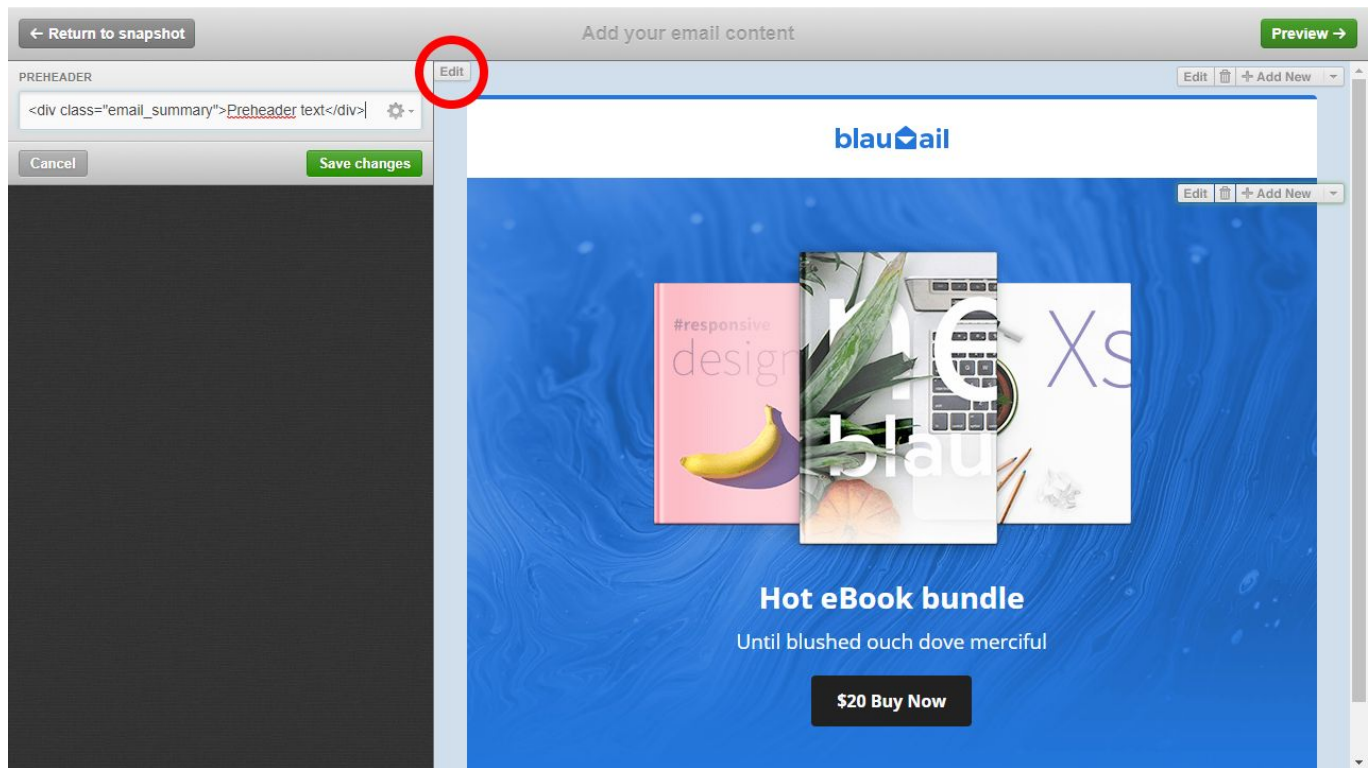 ← Return to snapshot
Add your email content
Preview →
PREHEADER
<div class="email_summary">Preheader text</div>
Cancel
Save changes
Edit
Edit
Add New
blau ail
Edit
Add New
#responsive
design
ne
blau
Xs
Hot eBook bundle
Until blushed ouch dove merciful
$20 Buy Now